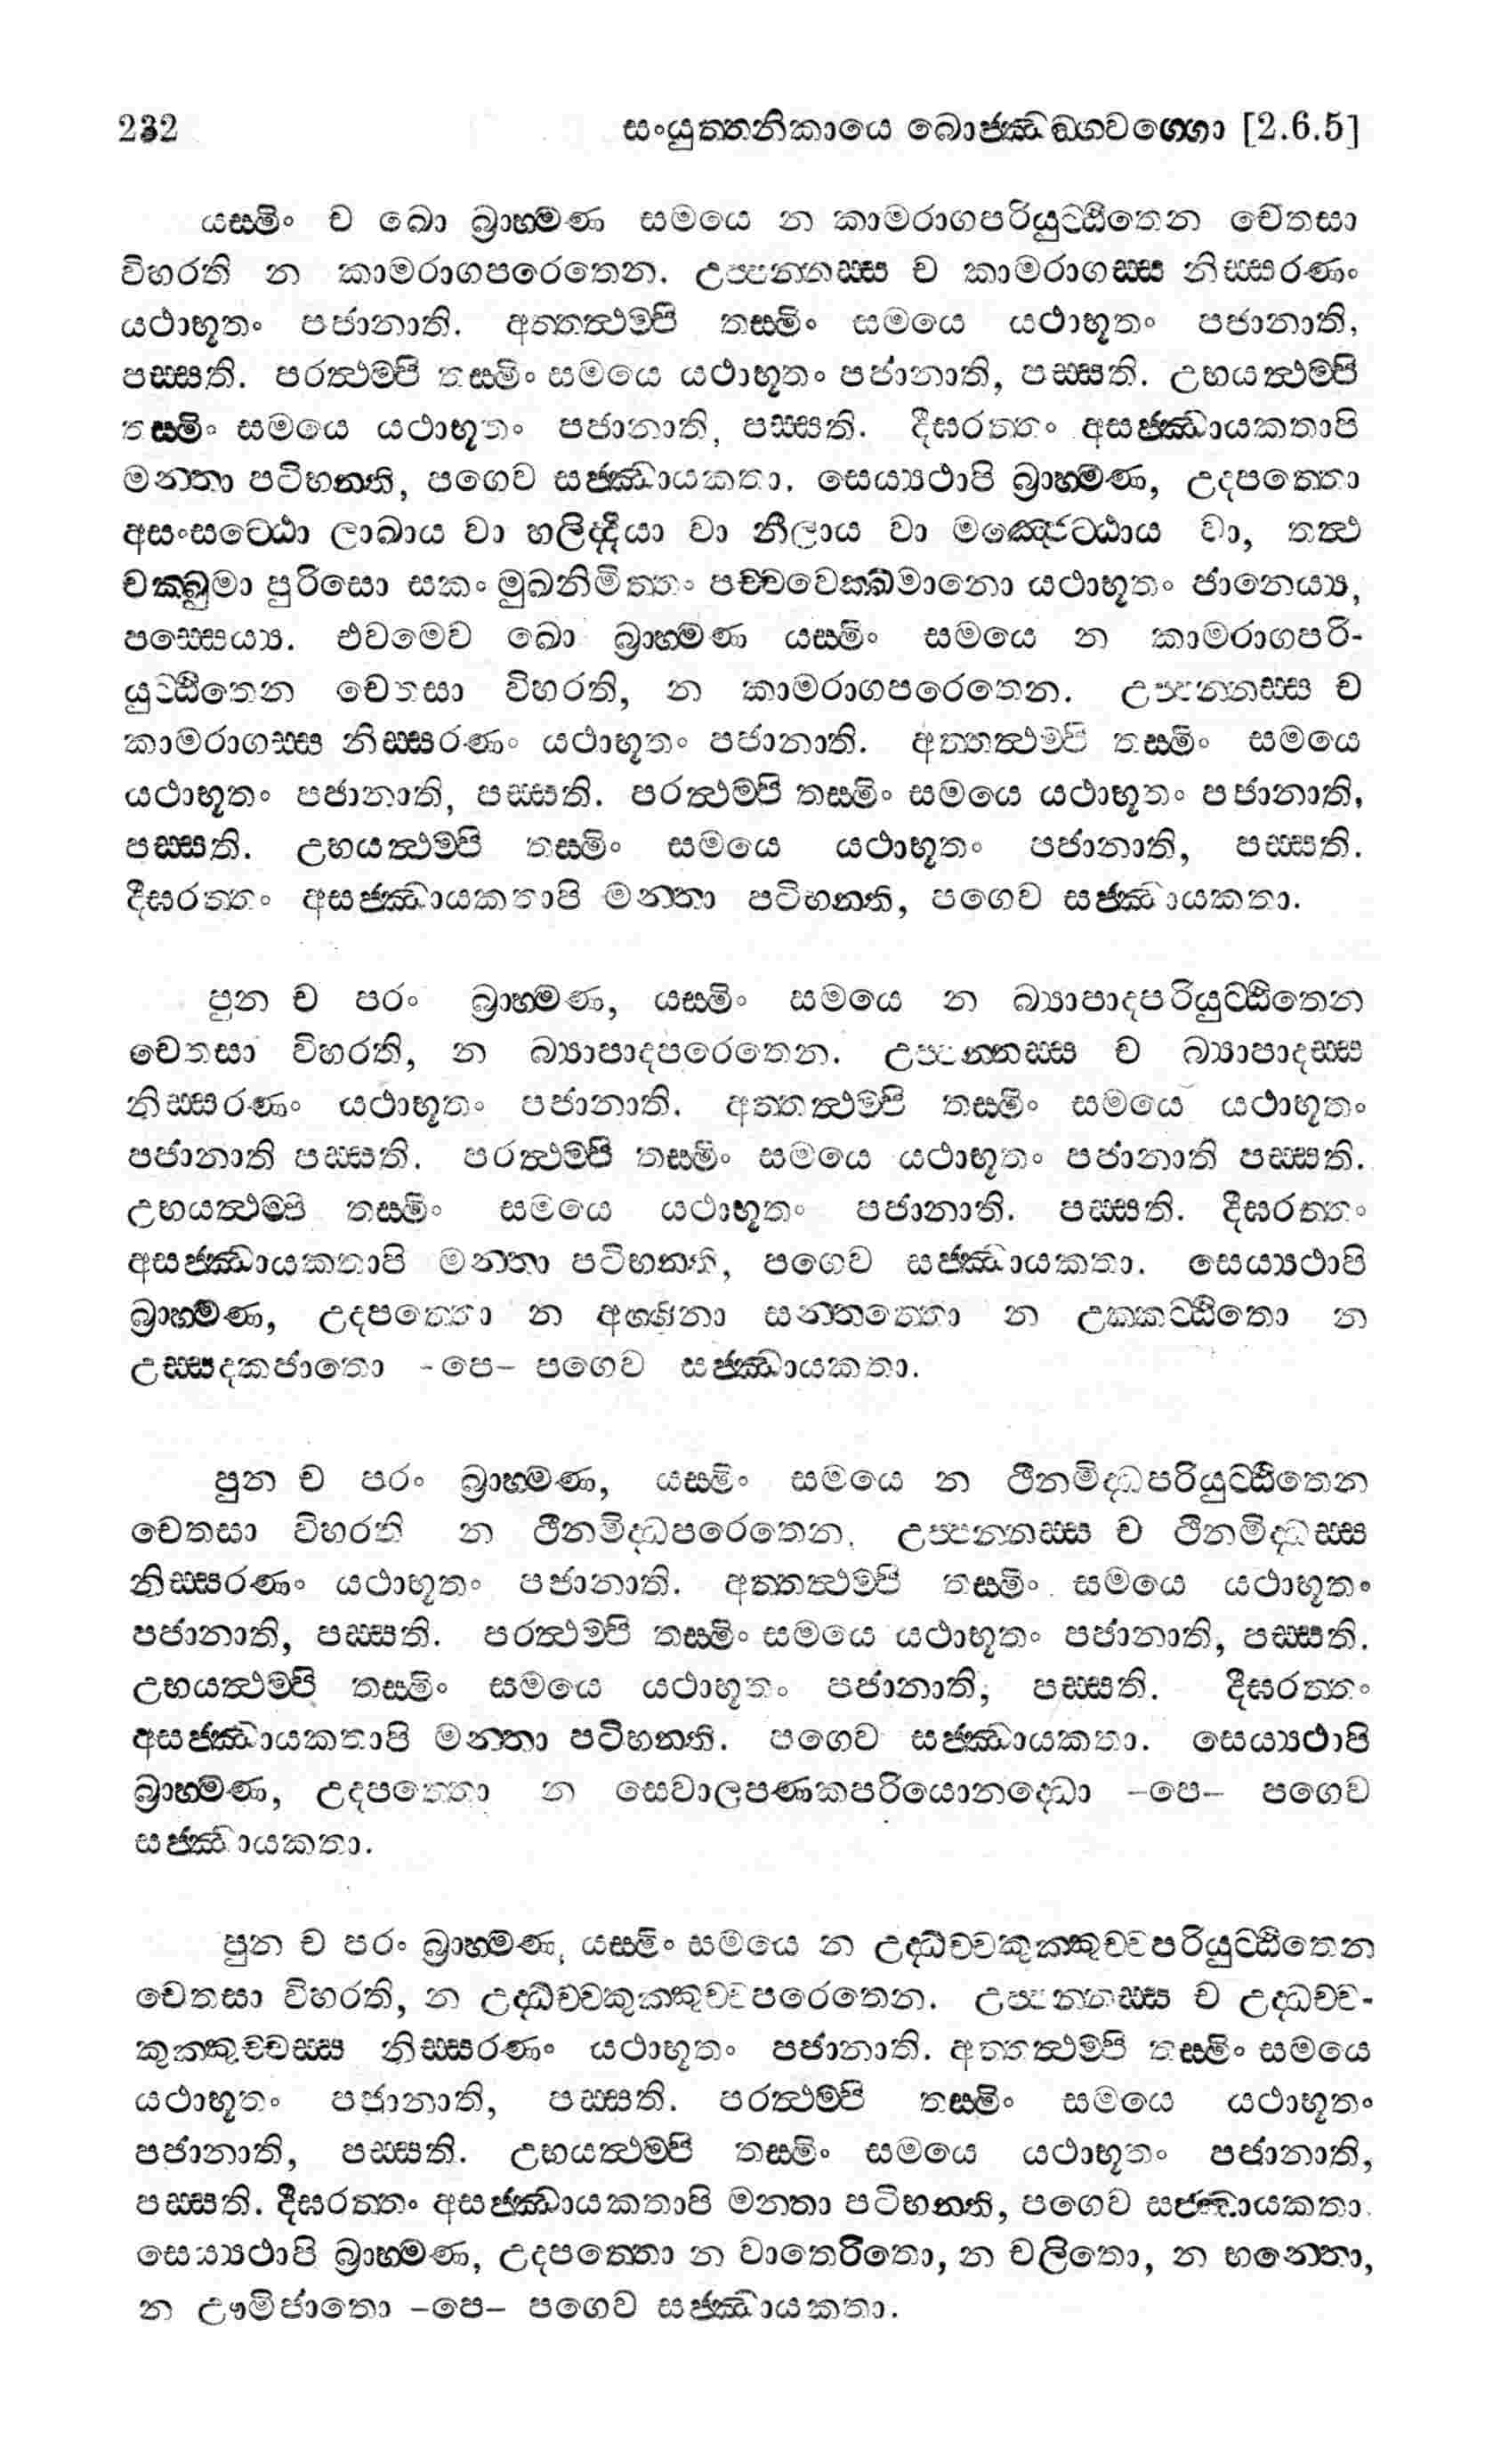 232 සංයුත්තනිකායෙ බොජ්ඣඞ්ගවග්ගො [2.6.5]
යස්මිං ච ඛො බ්‍රාහ්මණ සමයෙ න කාමරාගපරියුට්ඨිතෙන චෙතසා
විහරති න කාමරාගපරෙතෙන. උප්පන්නස්ස ච කාමරාගස්ස නිස්සරණං
යථාභූතං පජානාති. අත්තත්ථම්පි තස්මිං සමයෙ යථාභූතං පජානාති,
පස්සති. පරත්ථම්පි තස්මිං සමයෙ යථාභූතං පජානාති, පස්සති. උභයත්ථම්පි
තස්මිං සමයෙ යථාභූතං පජානාති, පස්සති. දීඝරත්තං අසජ්ඣායකතාපි
මන්තා පටිභන්ති, පගෙව සජ්ඣායකතා. සෙය්‍යථාපි බ්‍රාහ්මණ, උදපත්තො
අසංසට්ඨො ලාඛාය වා හලිද්දියා වා නීලාය වා මඤ්ජෙට්ඨාය වා, තත්ථ
චක්ඛුමා පුරිසො සකං මුඛනිමිත්තං පච්චවෙක්ඛමානො යථාභූතං ජානෙය්‍ය,
පස්සෙය්‍ය. එවමෙව ඛො බ්‍රාහ්මණ යස්මිං සමයෙ න කාමරාගපරි-
යුට්ඨිතෙන චෙතසා විහරති, න කාමරාගපරෙතෙන. උප්පන්නස්ස ච
කාමරාගස්ස නිස්සරණං යථාභූතං පජානාති. අත්තත්ථම්පි තස්මිං සමයෙ
යථාභූතං පජානාති, පස්සති. පරත්ථම්පි තස්මිං සමයෙ යථාභූතං පජානාති,
පස්සති. උභයත්ථම්පි තස්මිං සමයෙ යථාභූතං පජානාති, පස්සති.
දීඝරත්තං අසජ්ඣායකතාපි මන්තා පටිභන්ති, පගෙව සජ්ඣායකතා.
පුන ච පරං බ්‍රාහ්මණ, යස්මිං සමයෙ න බ්‍යාපාදපරියුට්ඨිතෙන
චෙතසා විහරති, න බ්‍යාපාදපරෙතෙන. උප්පන්නස්ස ච බ්‍යාපාදස්ස
නිස්සරණං යථාභූතං පජානාති. අත්තත්ථම්පි තස්මිං සමයෙ යථාභූතං
පජානාති පස්සති. පරත්ථම්පි තස්මිං සමයෙ යථාභූතං පජානාති පස්සති.
උභයත්ථම්පි තස්මිං සමයෙ යථාභූතං පජානාති. පස්සති. දීඝරත්තං
අසජ්ඣායකතාපි මන්තා පටිභන්ති, පගෙව සජ්ඣායකතා. සෙය්‍යථාපි
බ්‍රාහ්මණ, උදපත්තො න අග්ගිනා සන්තත්තො න උක්කට්ඨිතො න
උස්සදකජාතො -පෙ- පගෙව සජ්ඣායකතා.
පුන ච පරං බ්‍රාහ්මණ, යස්මිං සමයෙ න ථීනමිද්ධපරියුට්ඨිතෙන
චෙතසා විහරති න ථීනමිද්ධපරෙතෙන. උප්පන්නස්ස ච ථීනමිද්ධස්ස
නිස්සරණං යථාභූතං පජානාති. අත්තත්ථම්පි තස්මිං සමයෙ යථාභූතං
පජානාති, පස්සති. පරත්ථම්පි තස්මිං සමයෙ යථාභූතං පජානාති, පස්සති.
උභයත්ථම්පි තස්මිං සමයෙ යථාභූතං පජානාති, පස්සති. දීඝරත්තං
අසජ්ඣායකතාපි මන්තා පටිභන්ති. පගෙව සජ්ඣායකතා. සෙය්‍යථාපි
බ්‍රාහ්මණ, උදපත්තො න සෙවාලපණකපරියොනද්ධො -පෙ- පගෙව
සජ්ඣායකතා.
පුන ච පරං බ්‍රාහ්මණ, යස්මිං සමයෙ න උද්ධච්චකුක්කුච්චපරියුට්ඨිතෙන
චෙතසා විහරති, න උද්ධච්චකුක්කුච්චපරෙතෙන. උප්පන්නස්ස ච උද්ධච්ච-
කුක්කුච්චස්ස නිස්සරණං යථාභූතං පජානාති. අත්තත්ථම්පි තස්මිං සමයෙ
යථාභූතං පජානාති, පස්සති. පරත්ථම්පි තස්මිං සමයෙ යථාභූතං
පජානාති, පස්සති. උභයත්ථම්පි තස්මිං සමයෙ යථාභූතං පජානාති,
පස්සති. දීඝරත්තං අසජ්ඣායකතාපි මන්තා පටිභන්ති, පගෙව සජ්ඣායකතා.
සෙය්‍යථාපි බ්‍රාහ්මණ, උදපත්තො න වාතෙරිතො, න චලිතො, න භන්තො,
න ඌමිජාතො -පෙ- පගෙව සජ්ඣායකතා.